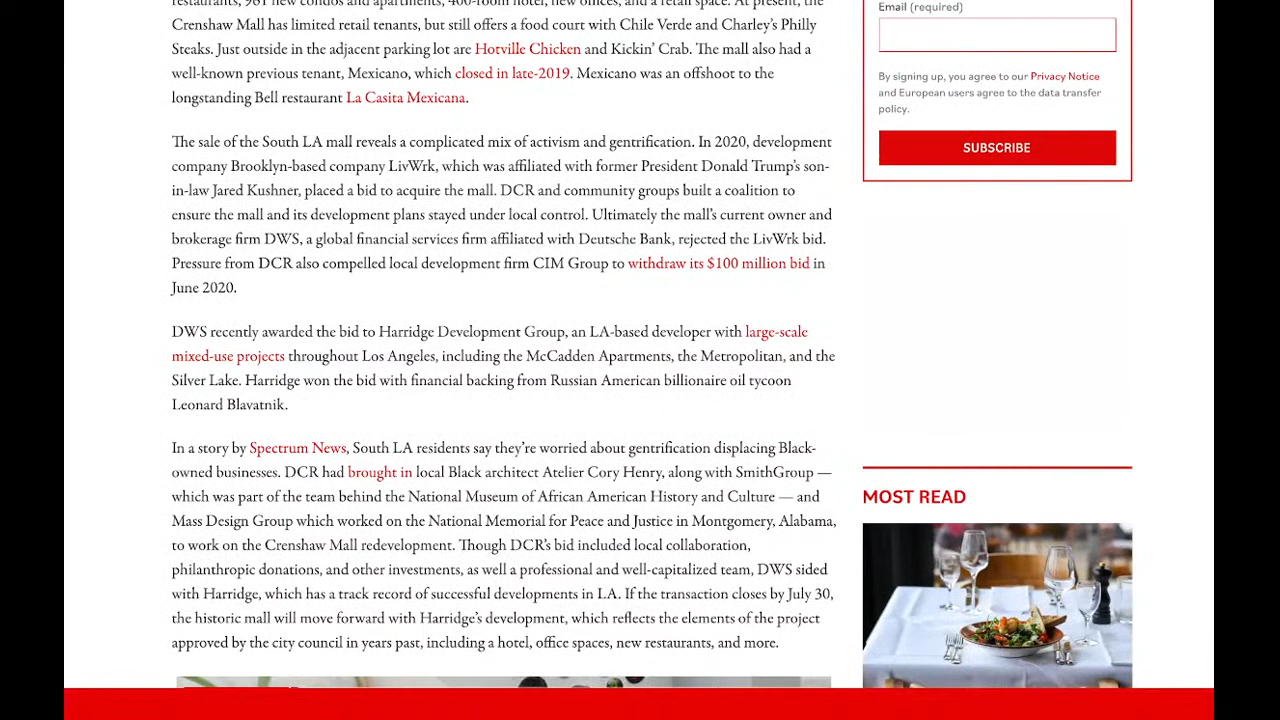 restaurants, 961 new condos and apartments, 400-room hotel, new offices, and a retail space. At present, the
Crenshaw Mall has limited retail tenants, but still offers a food court with Chile Verde and Charley's Philly
Steaks. Just outside in the adjacent parking lot are Hotville Chicken and Kickin' Crab. The mall also had a
well-known previous tenant, Mexicano, which closed in late-2019. Mexicano was an offshoot to the
longstanding Bell restaurant La Casita Mexicana.
The sale of the South LA mall reveals a complicated mix of activism and gentrification. In 2020, development
company Brooklyn-based company LivWrk, which was affiliated with former President Donald Trump's son-
in-law Jared Kushner, placed a bid to acquire the mall. DCR and community groups built a coalition to
ensure the mall and its development plans stayed under local control. Ultimately the mall's current owner and
brokerage firm DWS, a global financial services firm affiliated with Deutsche Bank, rejected the LivWrk bid.
Pressure from DCR also compelled local development firm CIM Group to withdraw its $100 million bid in
June 2020.
DWS recently awarded the bid to Harridge Development Group, an LA-based developer with large-scale
mixed-use projects throughout Los Angeles, including the McCadden Apartments, the Metropolitan, and the
Silver Lake. Harridge won the bid with financial backing from Russian American billionaire oil tycoon
Leonard Blavatnik.
In a story by Spectrum News, South LA residents say they're worried about gentrification displacing Black-
owned businesses. DCR had brought in local Black architect Atelier Cory Henry, along with SmithGroup —
which was part of the team behind the National Museum of African American History and Culture — and
Mass Design Group which worked on the National Memorial for Peace and Justice in Montgomery, Alabama,
to work on the Crenshaw Mall redevelopment. Though DCR's bid included local collaboration,
philanthropic donations, and other investments, as well a professional and well-capitalized team, DWS sided
with Harridge, which has a track record of successful developments in LA. If the transaction closes by July 30,
the historic mall will move forward with Harridge's development, which reflects the elements of the project
approved by the city council in years past, including a hotel, office spaces, new restaurants, and more.
Email (required)
By signing up, you agree to our Privacy Notice
and European users agree to the data transfer
policy.
SUBSCRIBE
MOST READ